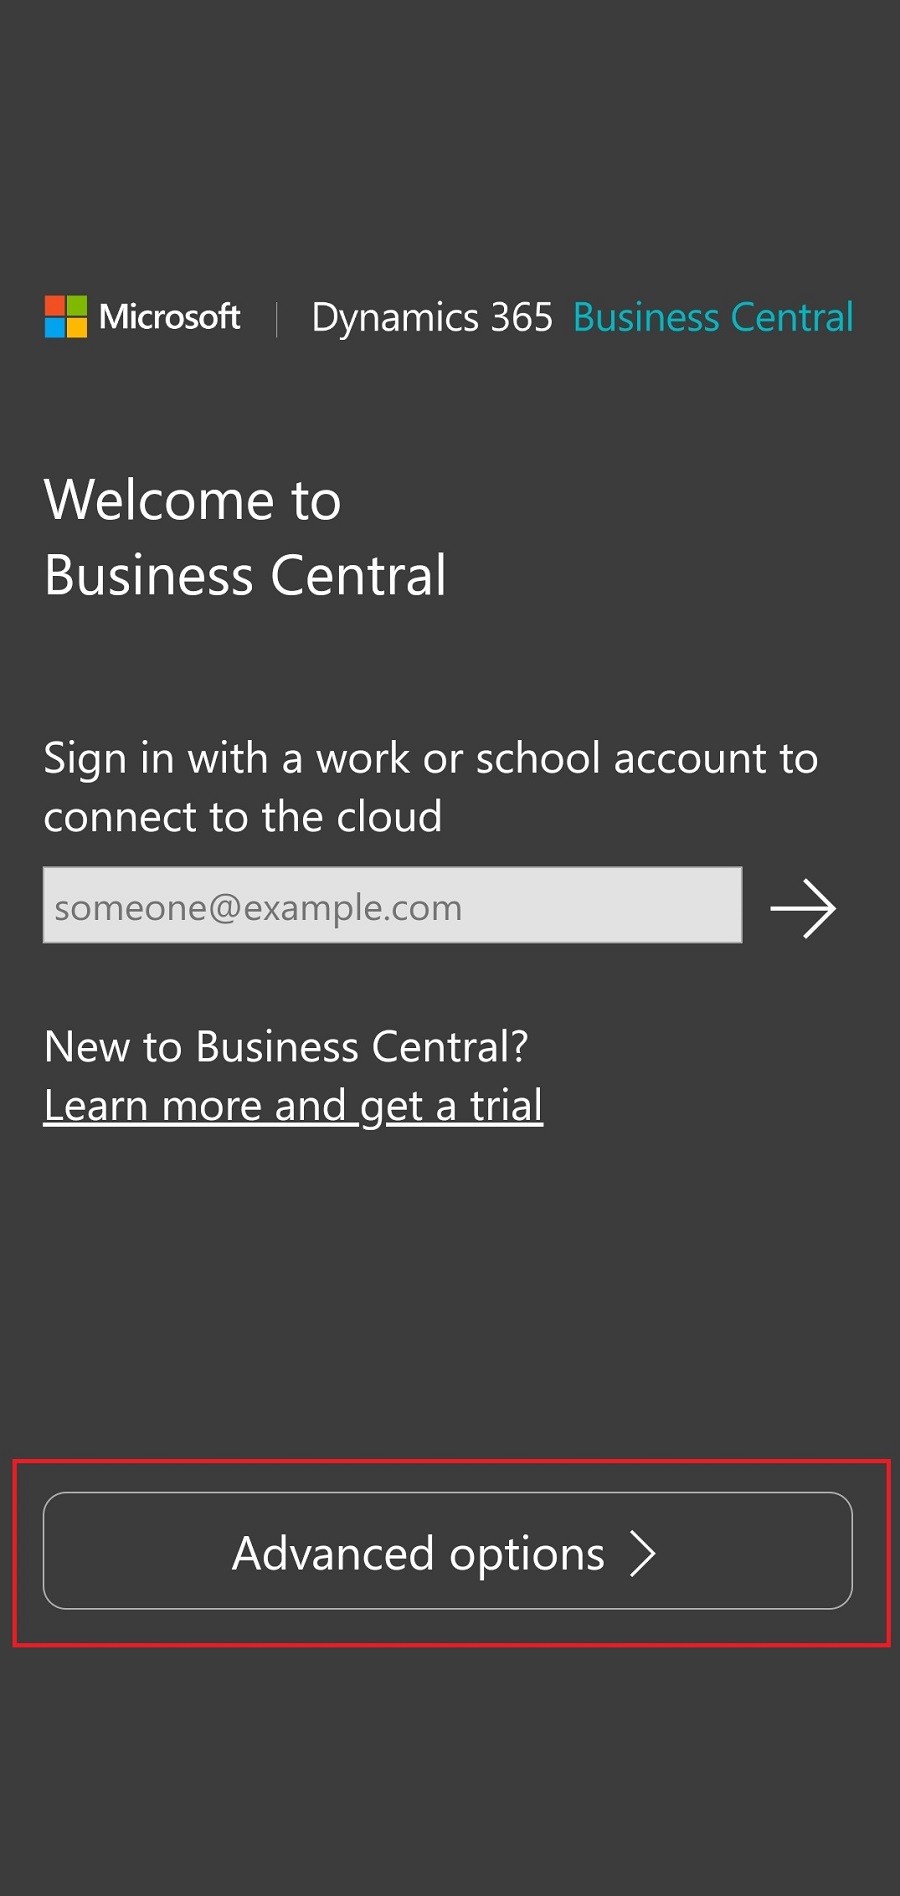 Microsoft | Dynamics 365 Business Central
Welcome to
Business Central
Sign in with a work or school account to
connect to the cloud
someone@example.com
New to Business Central?
Learn more and get a trial
Advanced options